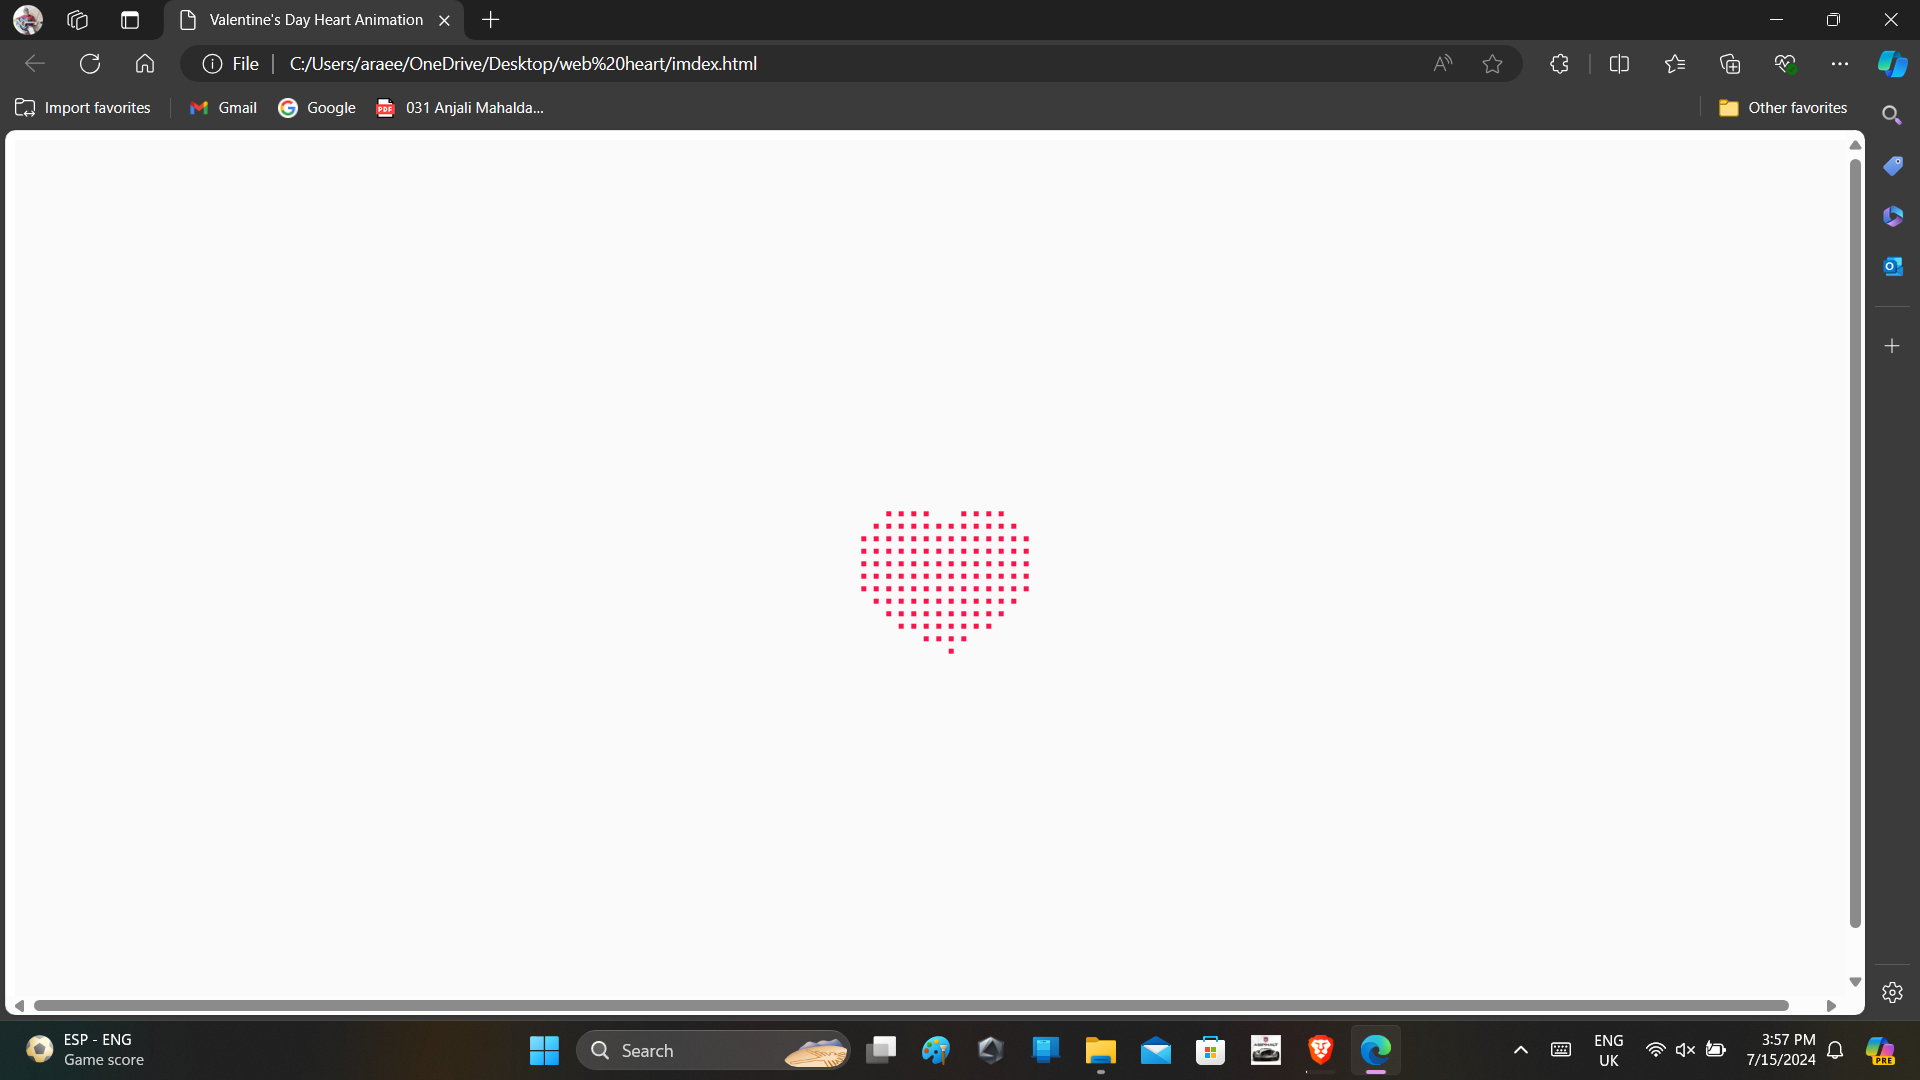 Valentine's Day Heart Animation
File
C:/Users/araee/OneDrive/Desktop/web%20heart/imdex.html
Import favorites
Gmail
Google
031 Anjali Mahalda...
Other favorites
ESP - ENG
Game score
Search
ENG
UK
3:57 PM
7/15/2024
PRE